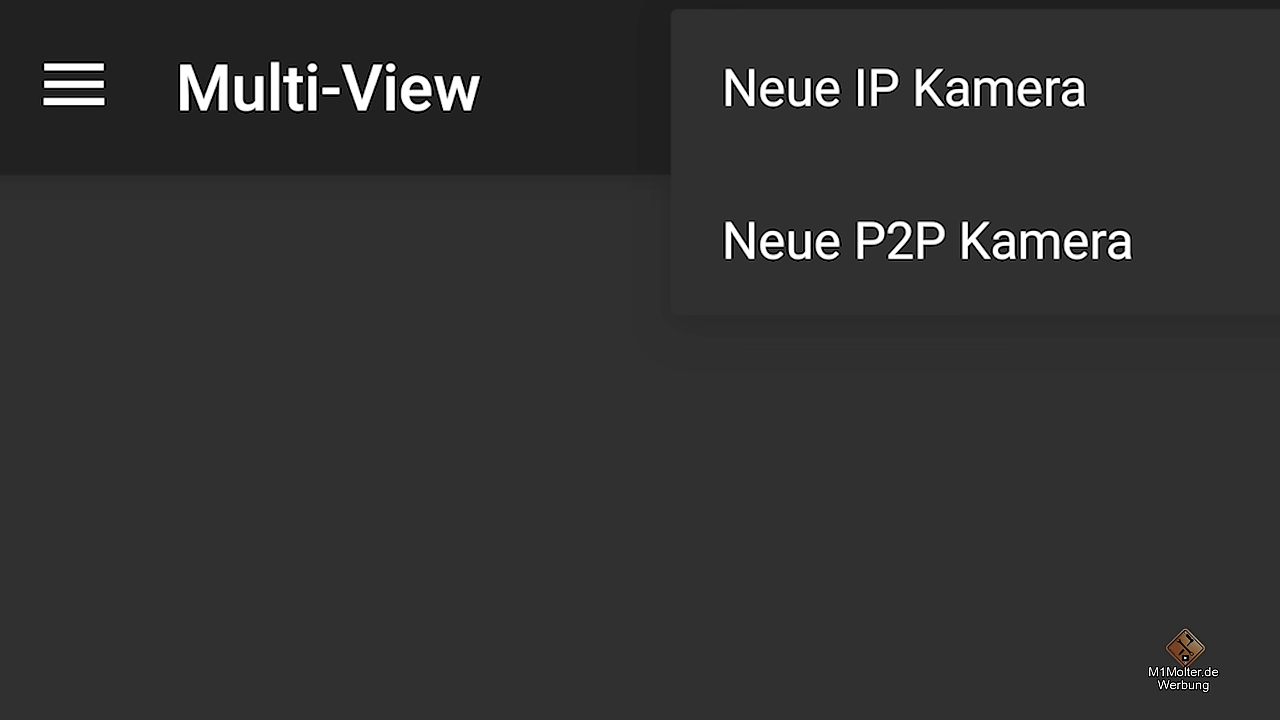 Multi-View
Neue IP Kamera
Neue P2P Kamera
M1Molter.de
Werbung